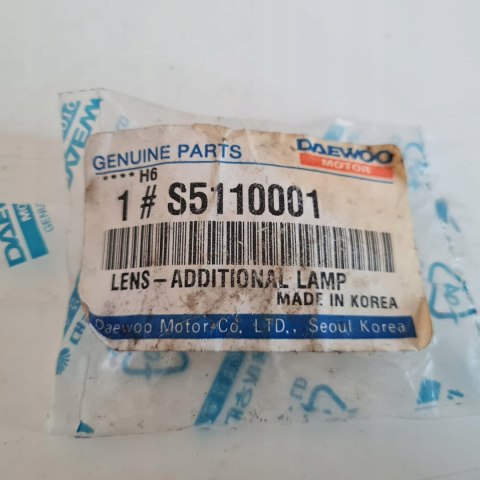 GENUINE PARTS
DAEWOO
MOTOR
**** H6
1 # S5110001
LENS-ADDITIONAL LAMP
MADE IN KOREA
Daewoo Motor Co. LTD., Seoul Korea